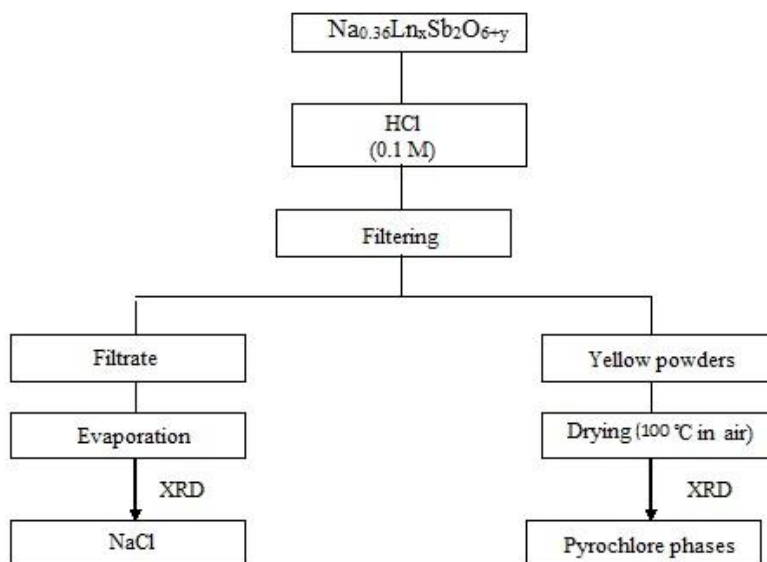 Na₀.₃₆LnₓSb₂O₆₊ᵧ
HCl
(0.1 M)
Filtering
Filtrate
Yellow powders
Evaporation
Drying (100 ℃ in air)
XRD
XRD
NaCl
Pyrochlore phases